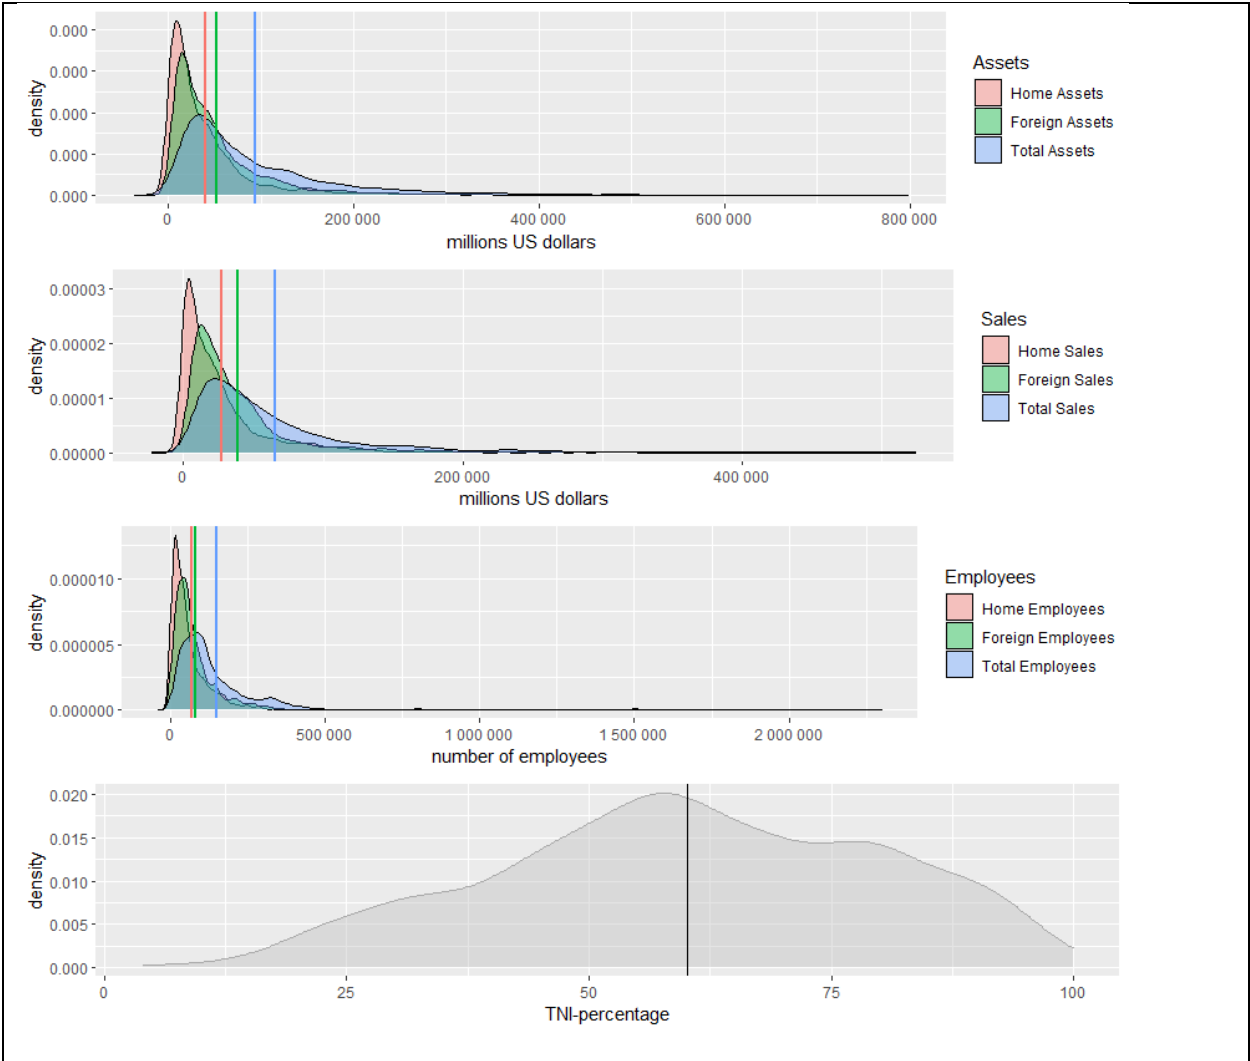 0.000
0.000
0.000
0.000
0.000
density
0
200 000
400 000
600 000
800 000
millions US dollars
Assets
Home Assets
Foreign Assets
Total Assets
0.00003
0.00002
0.00001
0.00000
density
0
200 000
400 000
millions US dollars
Sales
Home Sales
Foreign Sales
Total Sales
0.000010
0.000005
0.000000
density
0
500 000
1 000 000
1 500 000
2 000 000
number of employees
Employees
Home Employees
Foreign Employees
Total Employees
0.020
0.015
0.010
0.005
0.000
density
0
25
50
75
100
TNI-percentage